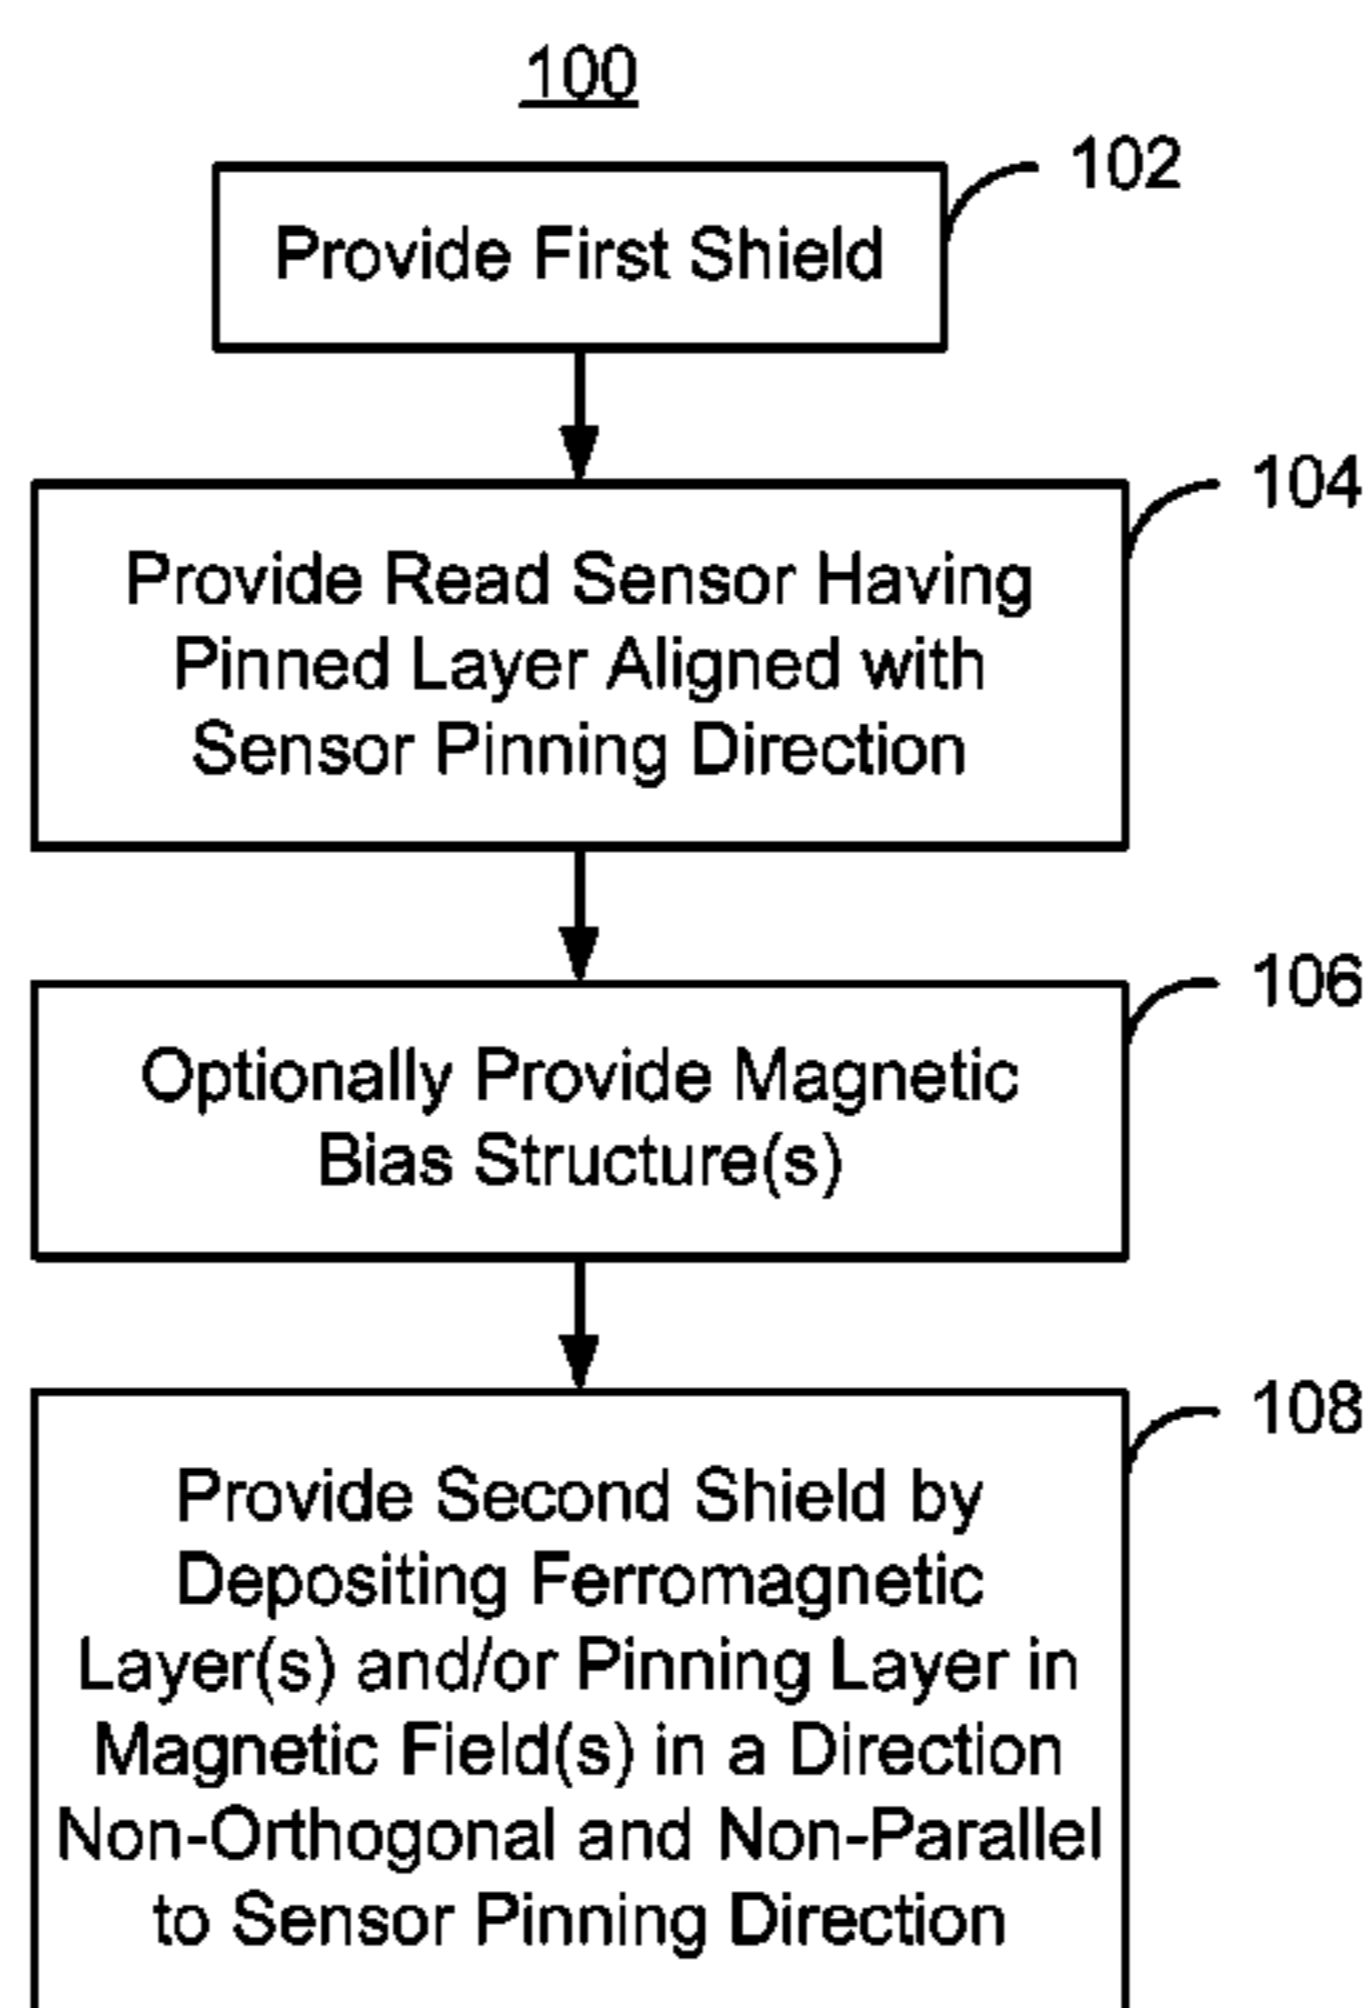 100
102
Provide First Shield
104
Provide Read Sensor Having
Pinned Layer Aligned with
Sensor Pinning Direction
106
Optionally Provide Magnetic
Bias Structure(s)
108
Provide Second Shield by
Depositing Ferromagnetic
Layer(s) and/or Pinning Layer in
Magnetic Field(s) in a Direction
Non-Orthogonal and Non-Parallel
to Sensor Pinning Direction